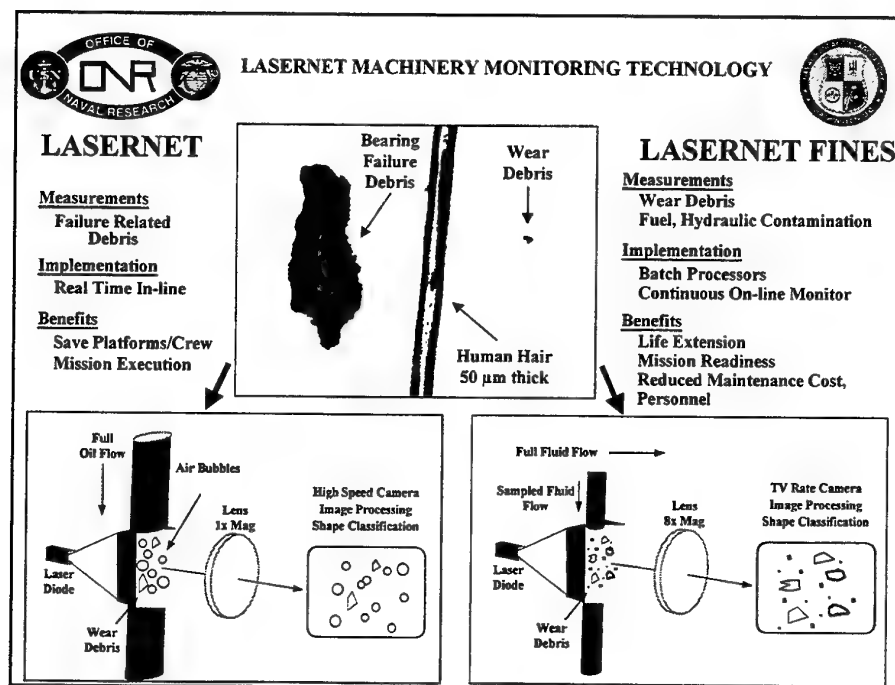 OFFICE OF
ONR
NAVAL RESEARCH
LASERNET MACHINERY MONITORING TECHNOLOGY
LASERNET
Measurements
Failure Related
Debris
Implementation
Real Time In-line
Benefits
Save Platforms/Crew
Mission Execution
Bearing
Failure
Debris
Wear
Debris
Human Hair
50 µm thick
LASERNET FINES
Measurements
Wear Debris
Fuel, Hydraulic Contamination
Implementation
Batch Processors
Continuous On-line Monitor
Benefits
Life Extension
Mission Readiness
Reduced Maintenance Cost,
Personnel
Full
Oil Flow
Air Bubbles
Lens
1x Mag
High Speed Camera
Image Processing
Shape Classification
Laser
Diode
Wear
Debris
Full Fluid Flow
Sampled Fluid
Flow
Lens
8x Mag
TV Rate Camera
Image Processing
Shape Classification
Laser
Diode
Wear
Debris